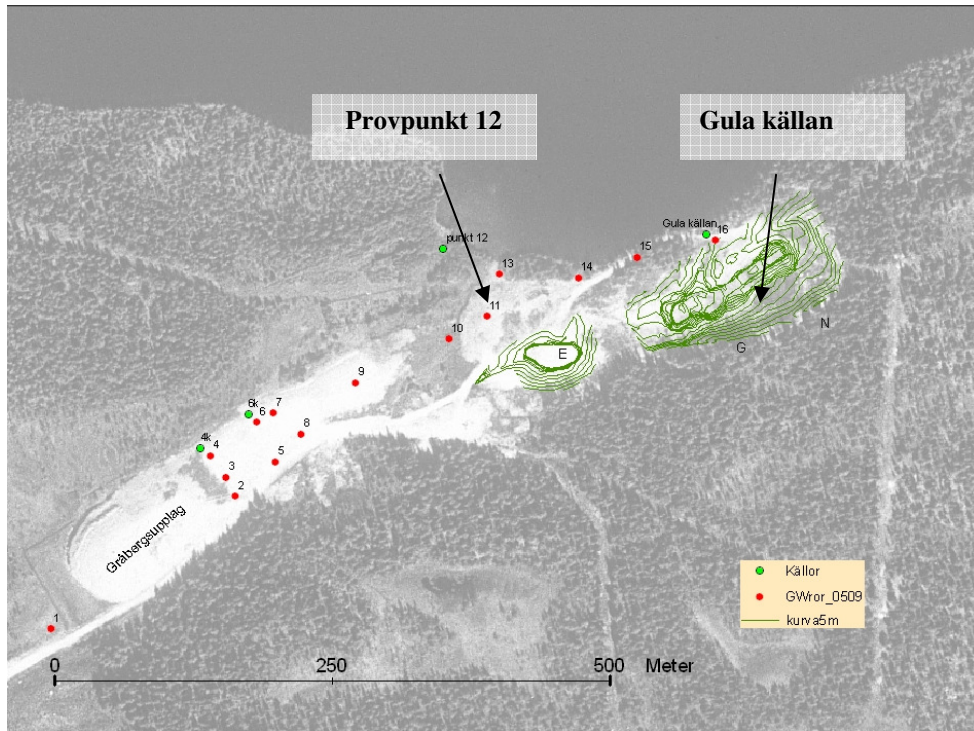 Provpunkt 12
Gula källan
Gula källan
16
punkt 12
15
13
14
11
10
N
G
E
9
6k
7
6
8
4k
4
5
3
2
Gråbergsupplag
1
Källor
GWror_0509
kurva5m
0
250
500
Meter